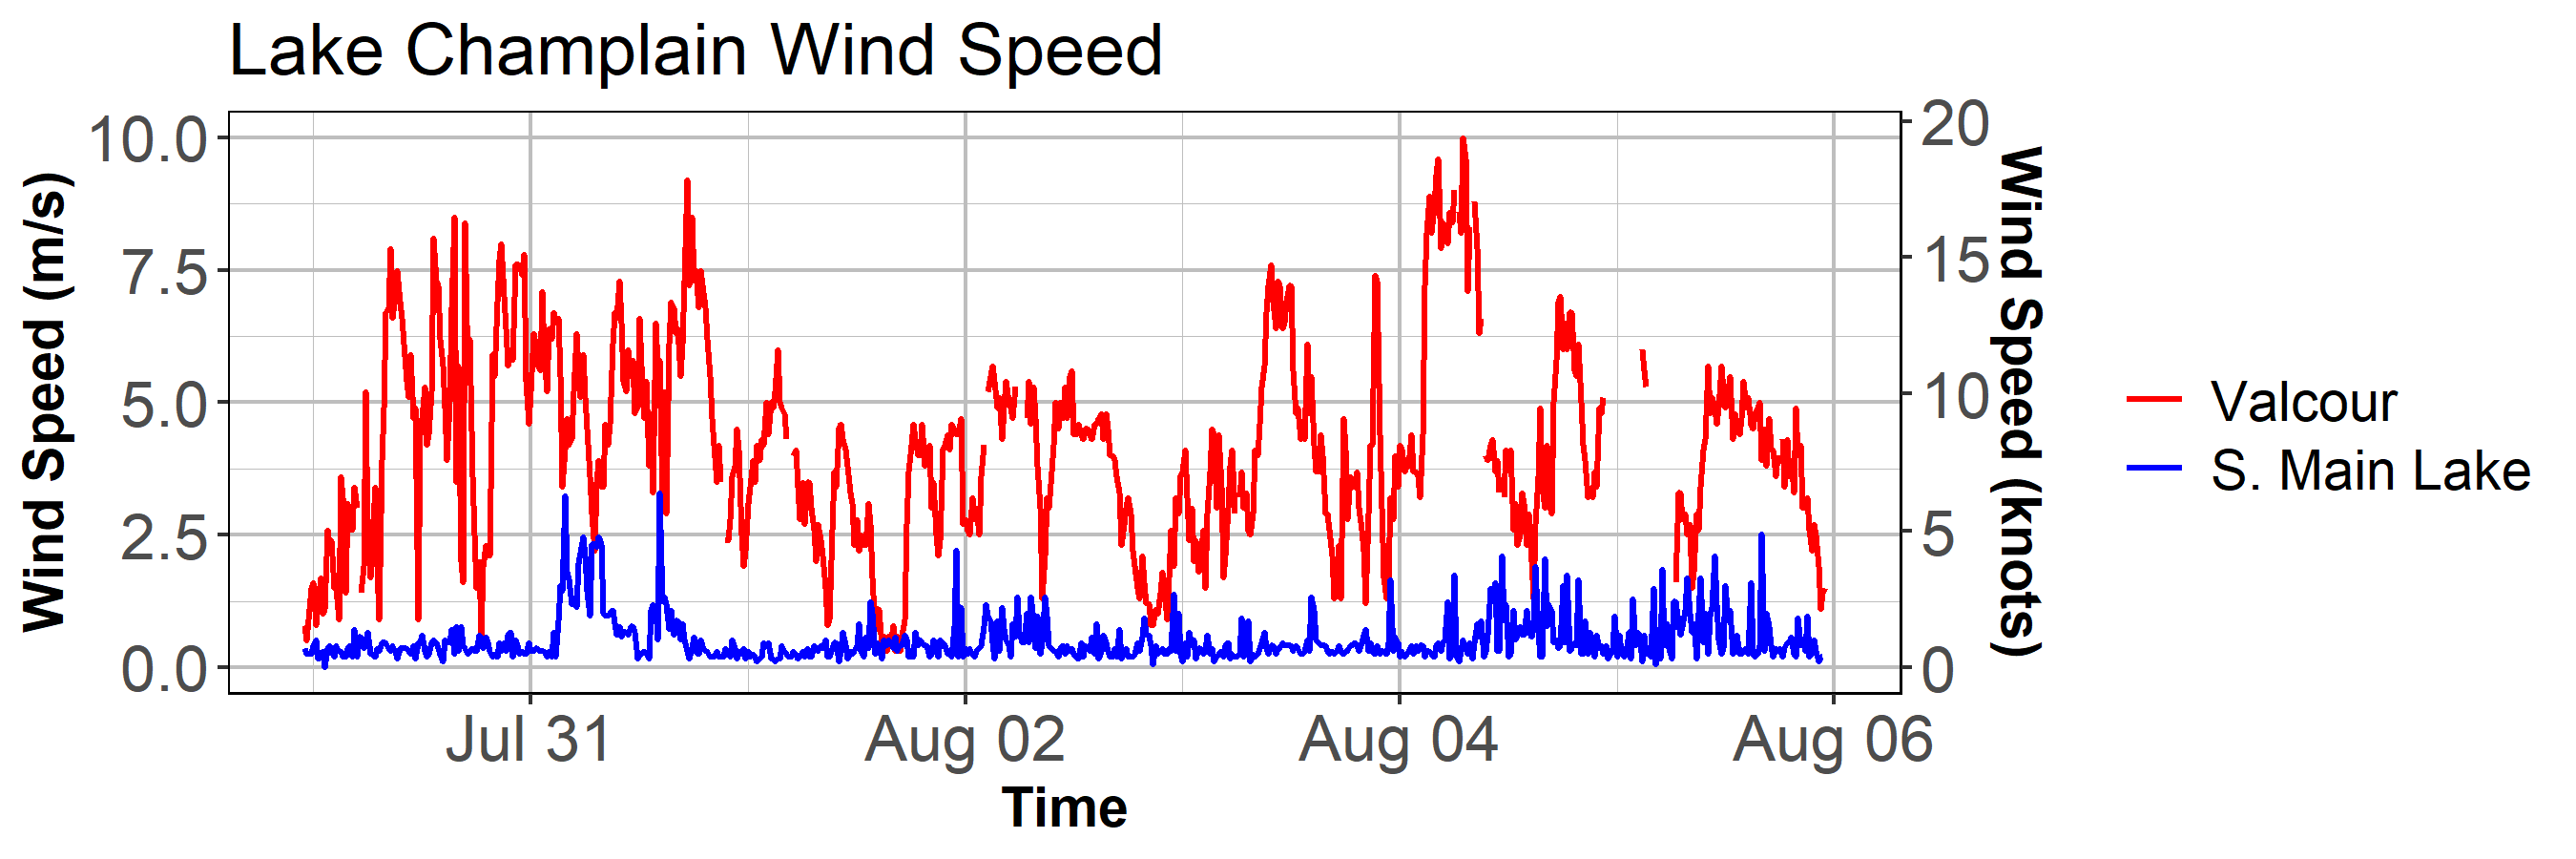 Lake Champlain Wind Speed
Wind Speed (m/s)
10.0
7.5
5.0
2.5
0.0
20
15
10
5
0
Wind Speed (knots)
Jul 31
Aug 02
Aug 04
Aug 06
Time
Valcour
S. Main Lake